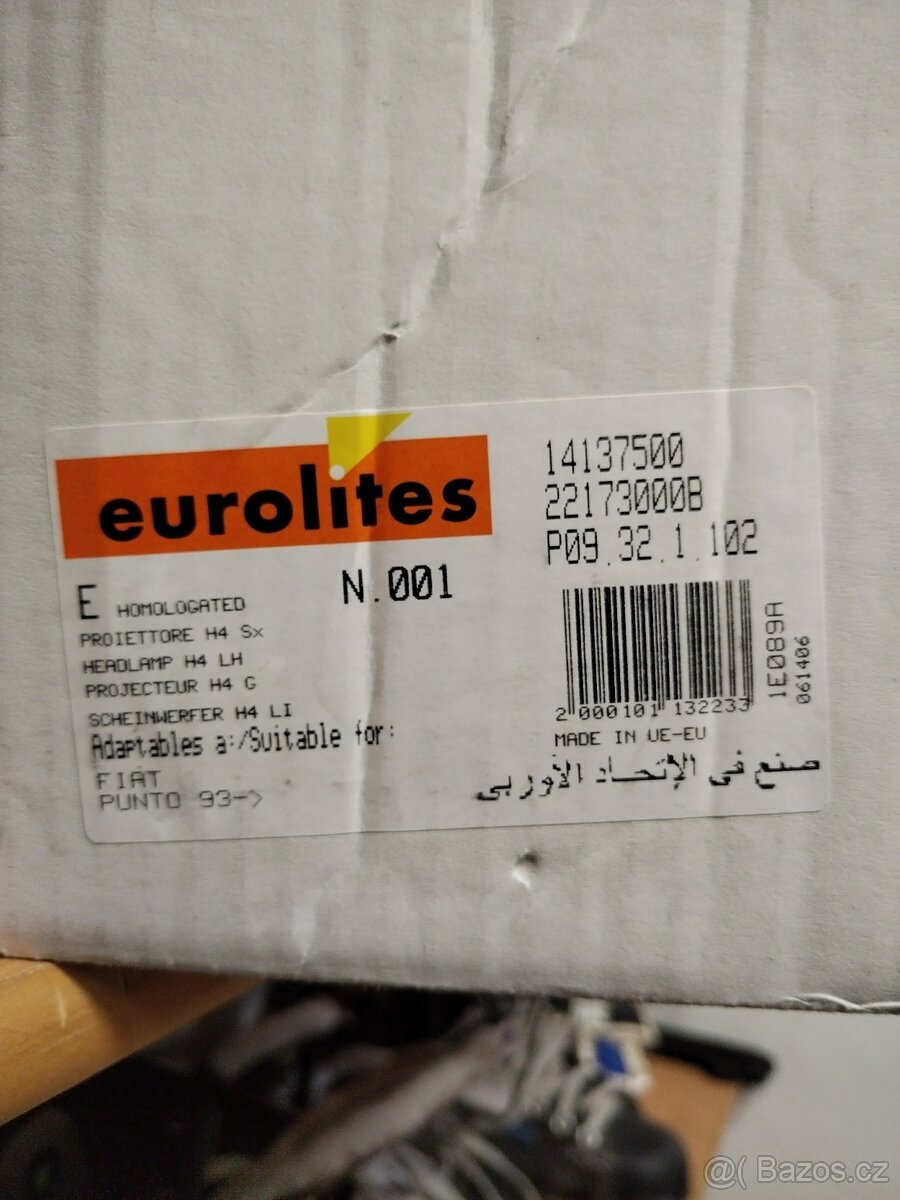 eurolites
E HOMOLOGATED
N.001
PROIETTORE H4 Sx
HEADLAMP H4 LH
PROJECTEUR H4 G
SCHEINWERFER H4 LI
Adaptables a:/Suitable for:
FIAT
PUNTO 93->
14137500
22173000B
P09.32.1.102
2 000101 132233
1E089A
061406
MADE IN UE-EU
صنع في الإتحاد الأوربي
@( Bazos.cz